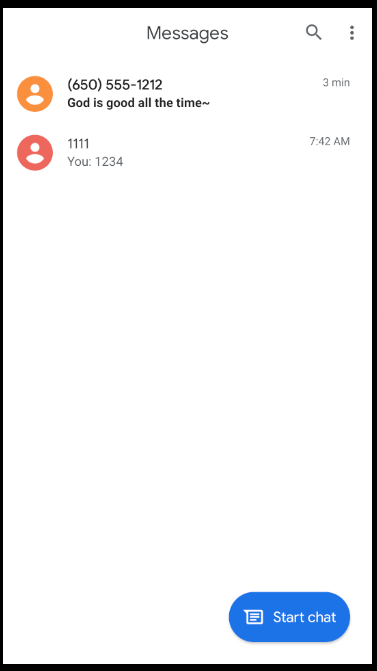 Messages
(650) 555-1212
3 min
God is good all the time~
1111
7:42 AM
You: 1234
Start chat